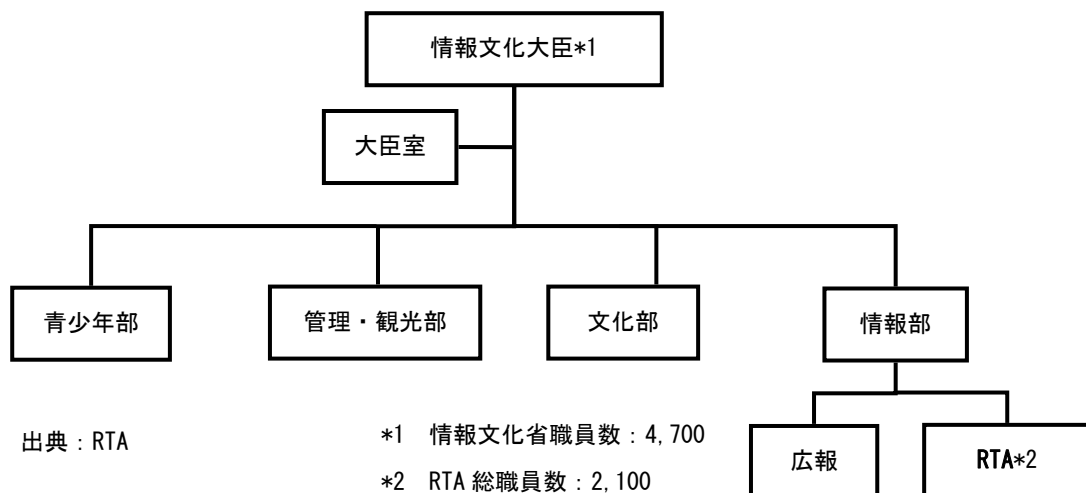 情報文化大臣*1
大臣室
青少年部
管理・観光部
文化部
情報部
広報
RTA*2
出典：RTA
*1 情報文化省職員数：4,700
*2 RTA 総職員数：2,100